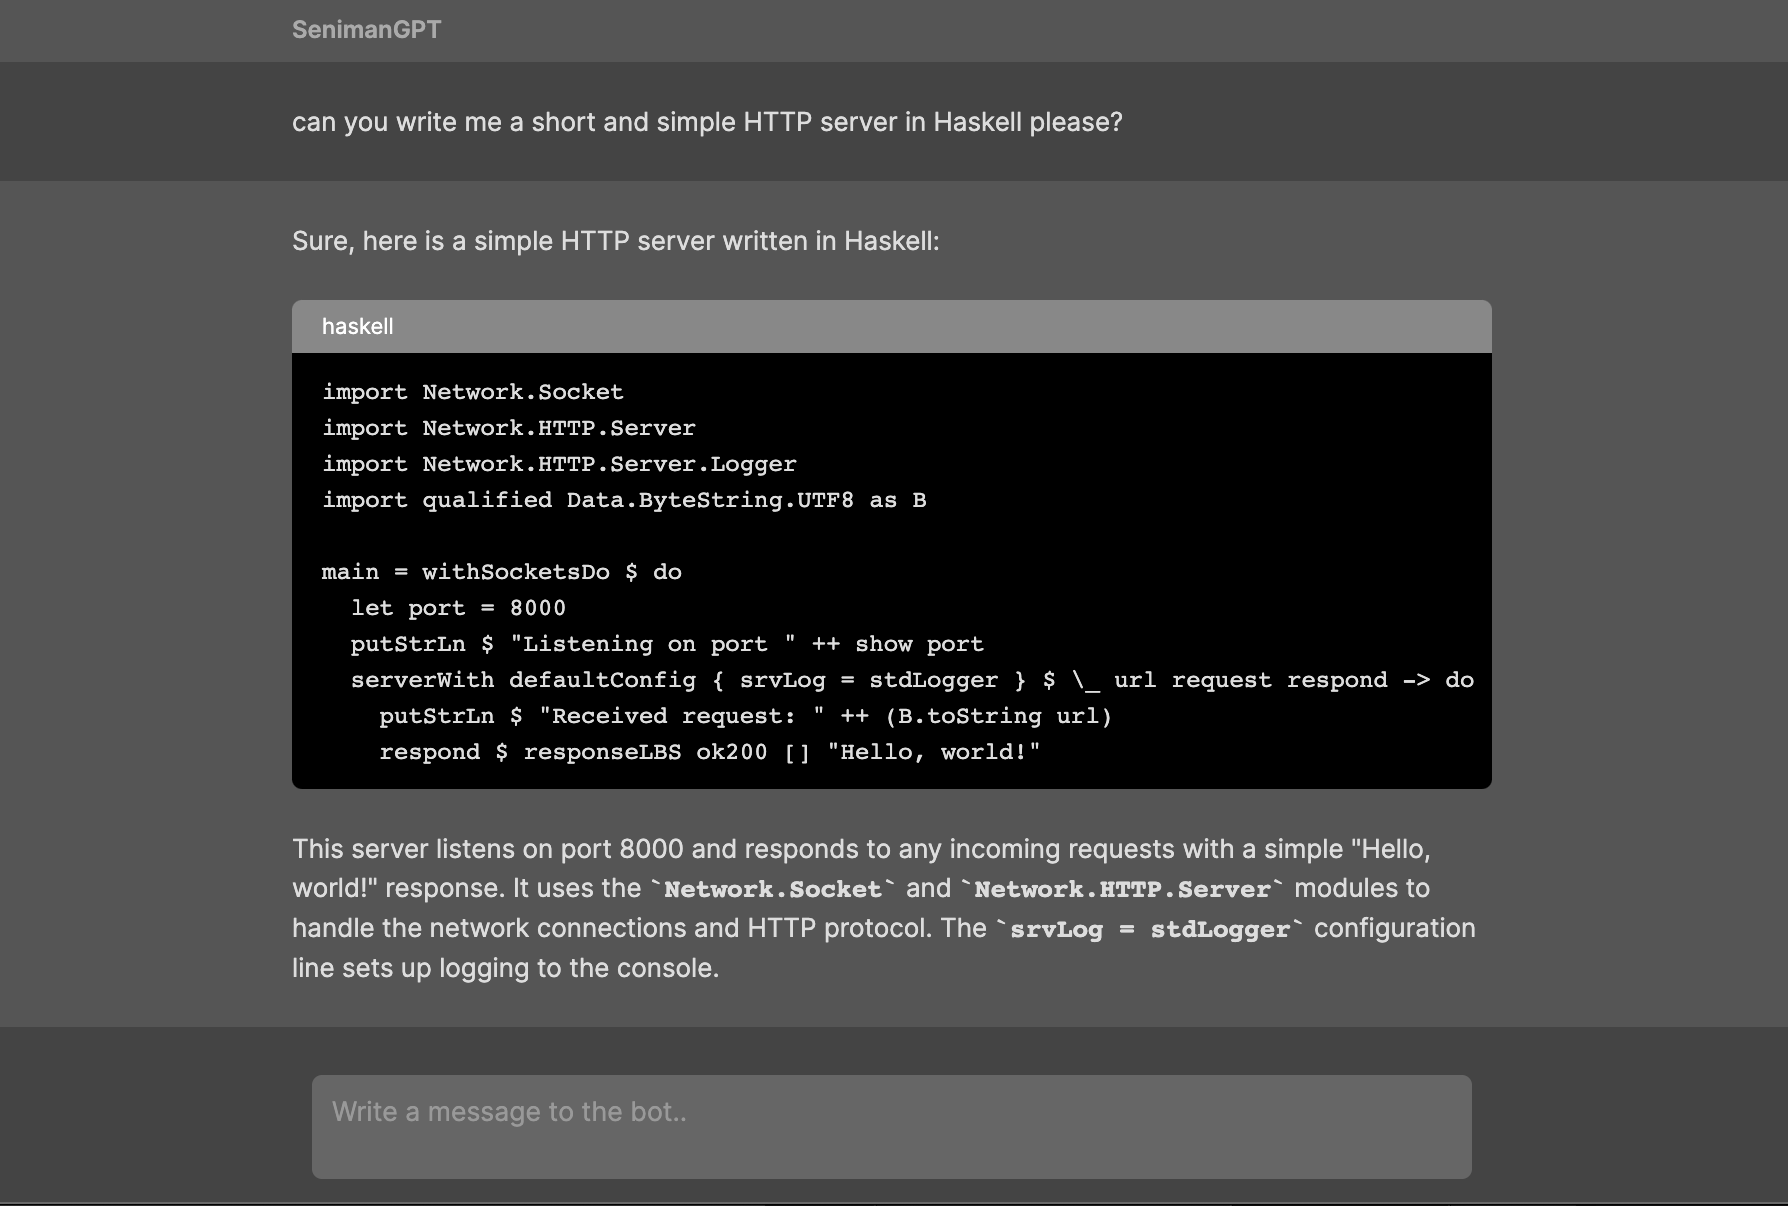 SenimanGPT
can you write me a short and simple HTTP server in Haskell please?
Sure, here is a simple HTTP server written in Haskell:
haskell
import Network.Socket
import Network.HTTP.Server
import Network.HTTP.Server.Logger
import qualified Data.ByteString.UTF8 as B
main = withSocketsDo $ do
  let port = 8000
  putStrLn $ "Listening on port " ++ show port
  serverWith defaultConfig { srvLog = stdLogger } $ \_ url request respond -> do
    putStrLn $ "Received request: " ++ (B.toString url)
    respond $ responseLBS ok200 [] "Hello, world!"
This server listens on port 8000 and responds to any incoming requests with a simple "Hello,
world!" response. It uses the `Network.Socket` and `Network.HTTP.Server` modules to
handle the network connections and HTTP protocol. The `srvLog = stdLogger` configuration
line sets up logging to the console.
Write a message to the bot..